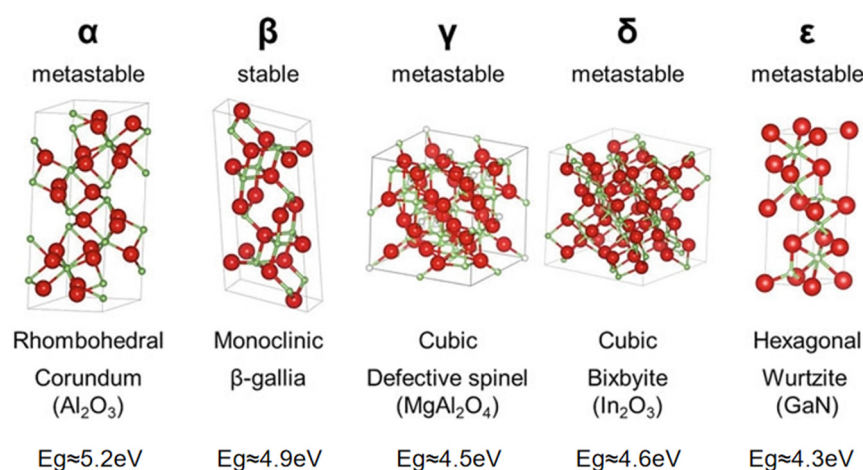 α β γ δ ε
metastable stable metastable metastable metastable
Rhombohedral Monoclinic Cubic Cubic Hexagonal
Corundum β-gallia Defective spinel Bixbyite Wurtzite
(Al₂O₃) (MgAl₂O₄) (In₂O₃) (GaN)
Eg≈5.2eV Eg≈4.9eV Eg≈4.5eV Eg≈4.6eV Eg≈4.3eV